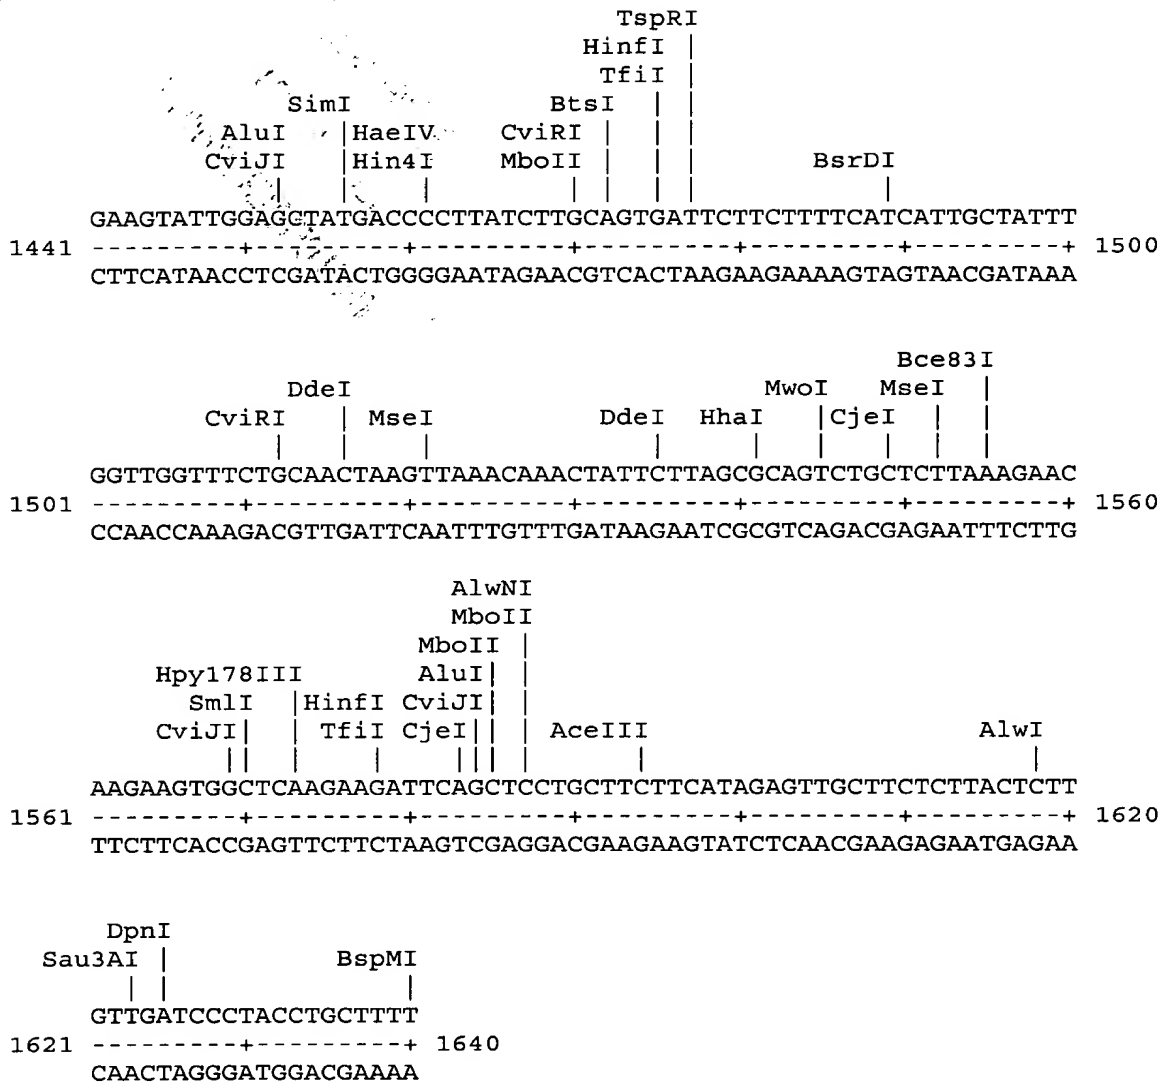 TspRI
HinfI |
TfiI |
SimI BtsI
AluI |HaeIV CviRI |
CviJI |Hin4I MboII | BsrDI
GAAGTATTGGAGCTATGACCCCTTATCTTGCAGTGATTCTTCTTTTCATCATTGCTATTT
1441 ---------+---------+---------+---------+---------+---------+ 1500
CTTCATAACCTCGATACTGGGGAATAGAACGTCACTAAGAAGAAAAGTAGTAACGATAAA
Bce83I
DdeI MwoI MseI |
CviRI | MseI DdeI HhaI |CjeI | |
GGTTGGTTTCTGCAACTAAGTTAAACAAACTATTCTTAGCGCAGTCTGCTCTTAAAGAAC
1501 ---------+---------+---------+---------+---------+---------+ 1560
CCAACCAAAGACGTTGATTCAATTTGTTTGATAAGAATCGCGTCAGACGAGAATTTCTTG
AlwNI
MboII
MboII |
Hpy178III AluI| |
SmlI |HinfI CviJI| |
CviJI| | TfiI CjeI || | AceIII AlwI
AAGAAGTGGCTCAAGAAGATTCAGCTCCTGCTTCTTCATAGAGTTGCTTCTCTTACTCTT
1561 ---------+---------+---------+---------+---------+---------+ 1620
TTCTTCACCGAGTTCTTCTAAGTCGAGGACGAAGAAGTATCTCAACGAAGAGAATGAGAA
DpnI
Sau3AI | BspMI
GTTGATCCCTACCTGCTTTT
1621 ---------+---------+ 1640
CAACTAGGGATGGACGAAAA